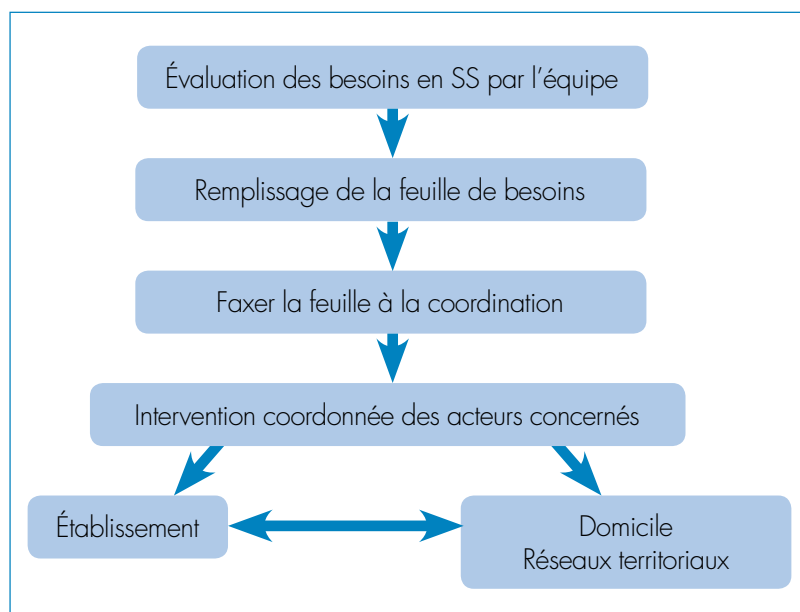 Évaluation des besoins en SS par l’équipe
Remplissage de la feuille de besoins
Faxer la feuille à la coordination
Intervention coordonnée des acteurs concernés
Établissement
Domicile
Réseaux territoriaux